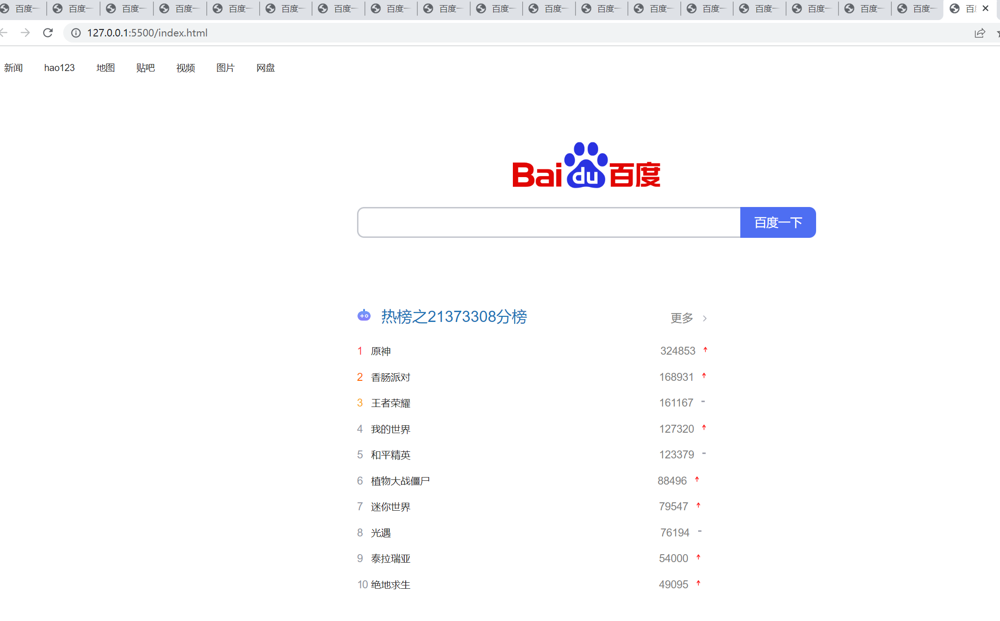 百度一 百度一 百度一 百度一 百度一 百度一 百度一 百度一 百度一 百度一 百度一 百度一 百度一 百度一 百度一 百度一 百度一 百度一 百
127.0.0.1:5500/index.html
新闻 hao123 地图 贴吧 视频 图片 网盘
Bai du 百度
百度一下
热榜之21373308分榜 更多
1 原神 324853
2 香肠派对 168931
3 王者荣耀 161167
4 我的世界 127320
5 和平精英 123379
6 植物大战僵尸 88496
7 迷你世界 79547
8 光遇 76194
9 泰拉瑞亚 54000
10 绝地求生 49095